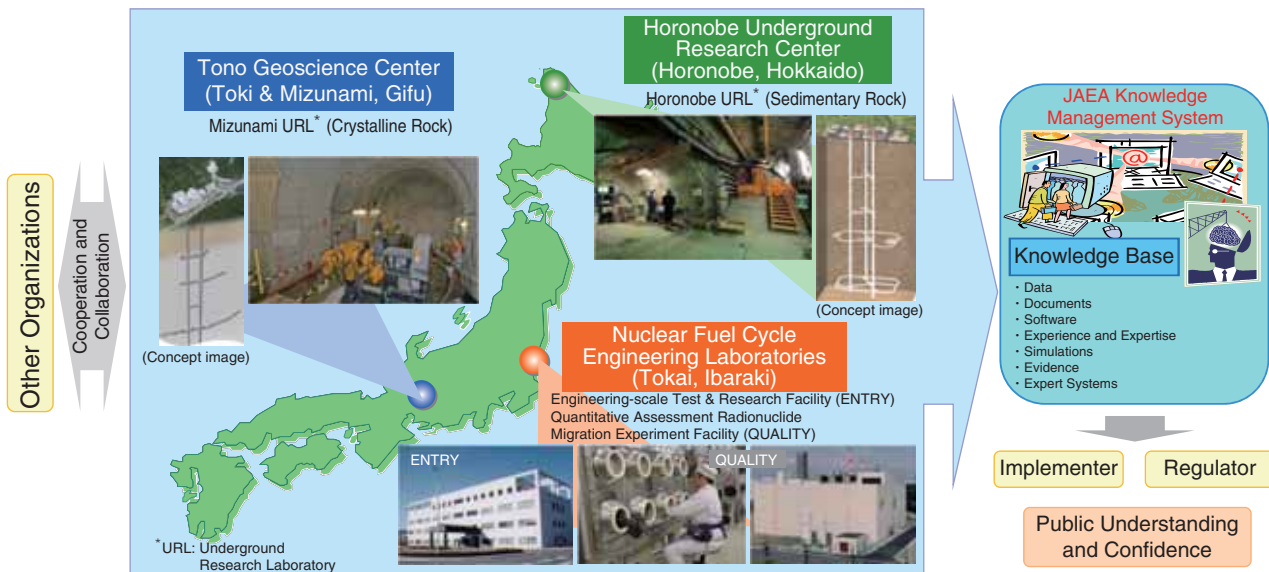 Other Organizations
Cooperation and
Collaboration
Tono Geoscience Center
(Toki & Mizunami, Gifu)
Mizunami URL* (Crystalline Rock)
(Concept image)
Horonobe Underground
Research Center
(Horonobe, Hokkaido)
Horonobe URL* (Sedimentary Rock)
(Concept image)
Nuclear Fuel Cycle
Engineering Laboratories
(Tokai, Ibaraki)
Engineering-scale Test & Research Facility (ENTRY)
Quantitative Assessment Radionuclide
Migration Experiment Facility (QUALITY)
ENTRY
QUALITY
*URL: Underground
Research Laboratory
JAEA Knowledge
Management System
@
Knowledge Base
・Data
・Documents
・Software
・Experience and Expertise
・Simulations
・Evidence
・Expert Systems
Implementer
Regulator
Public Understanding
and Confidence